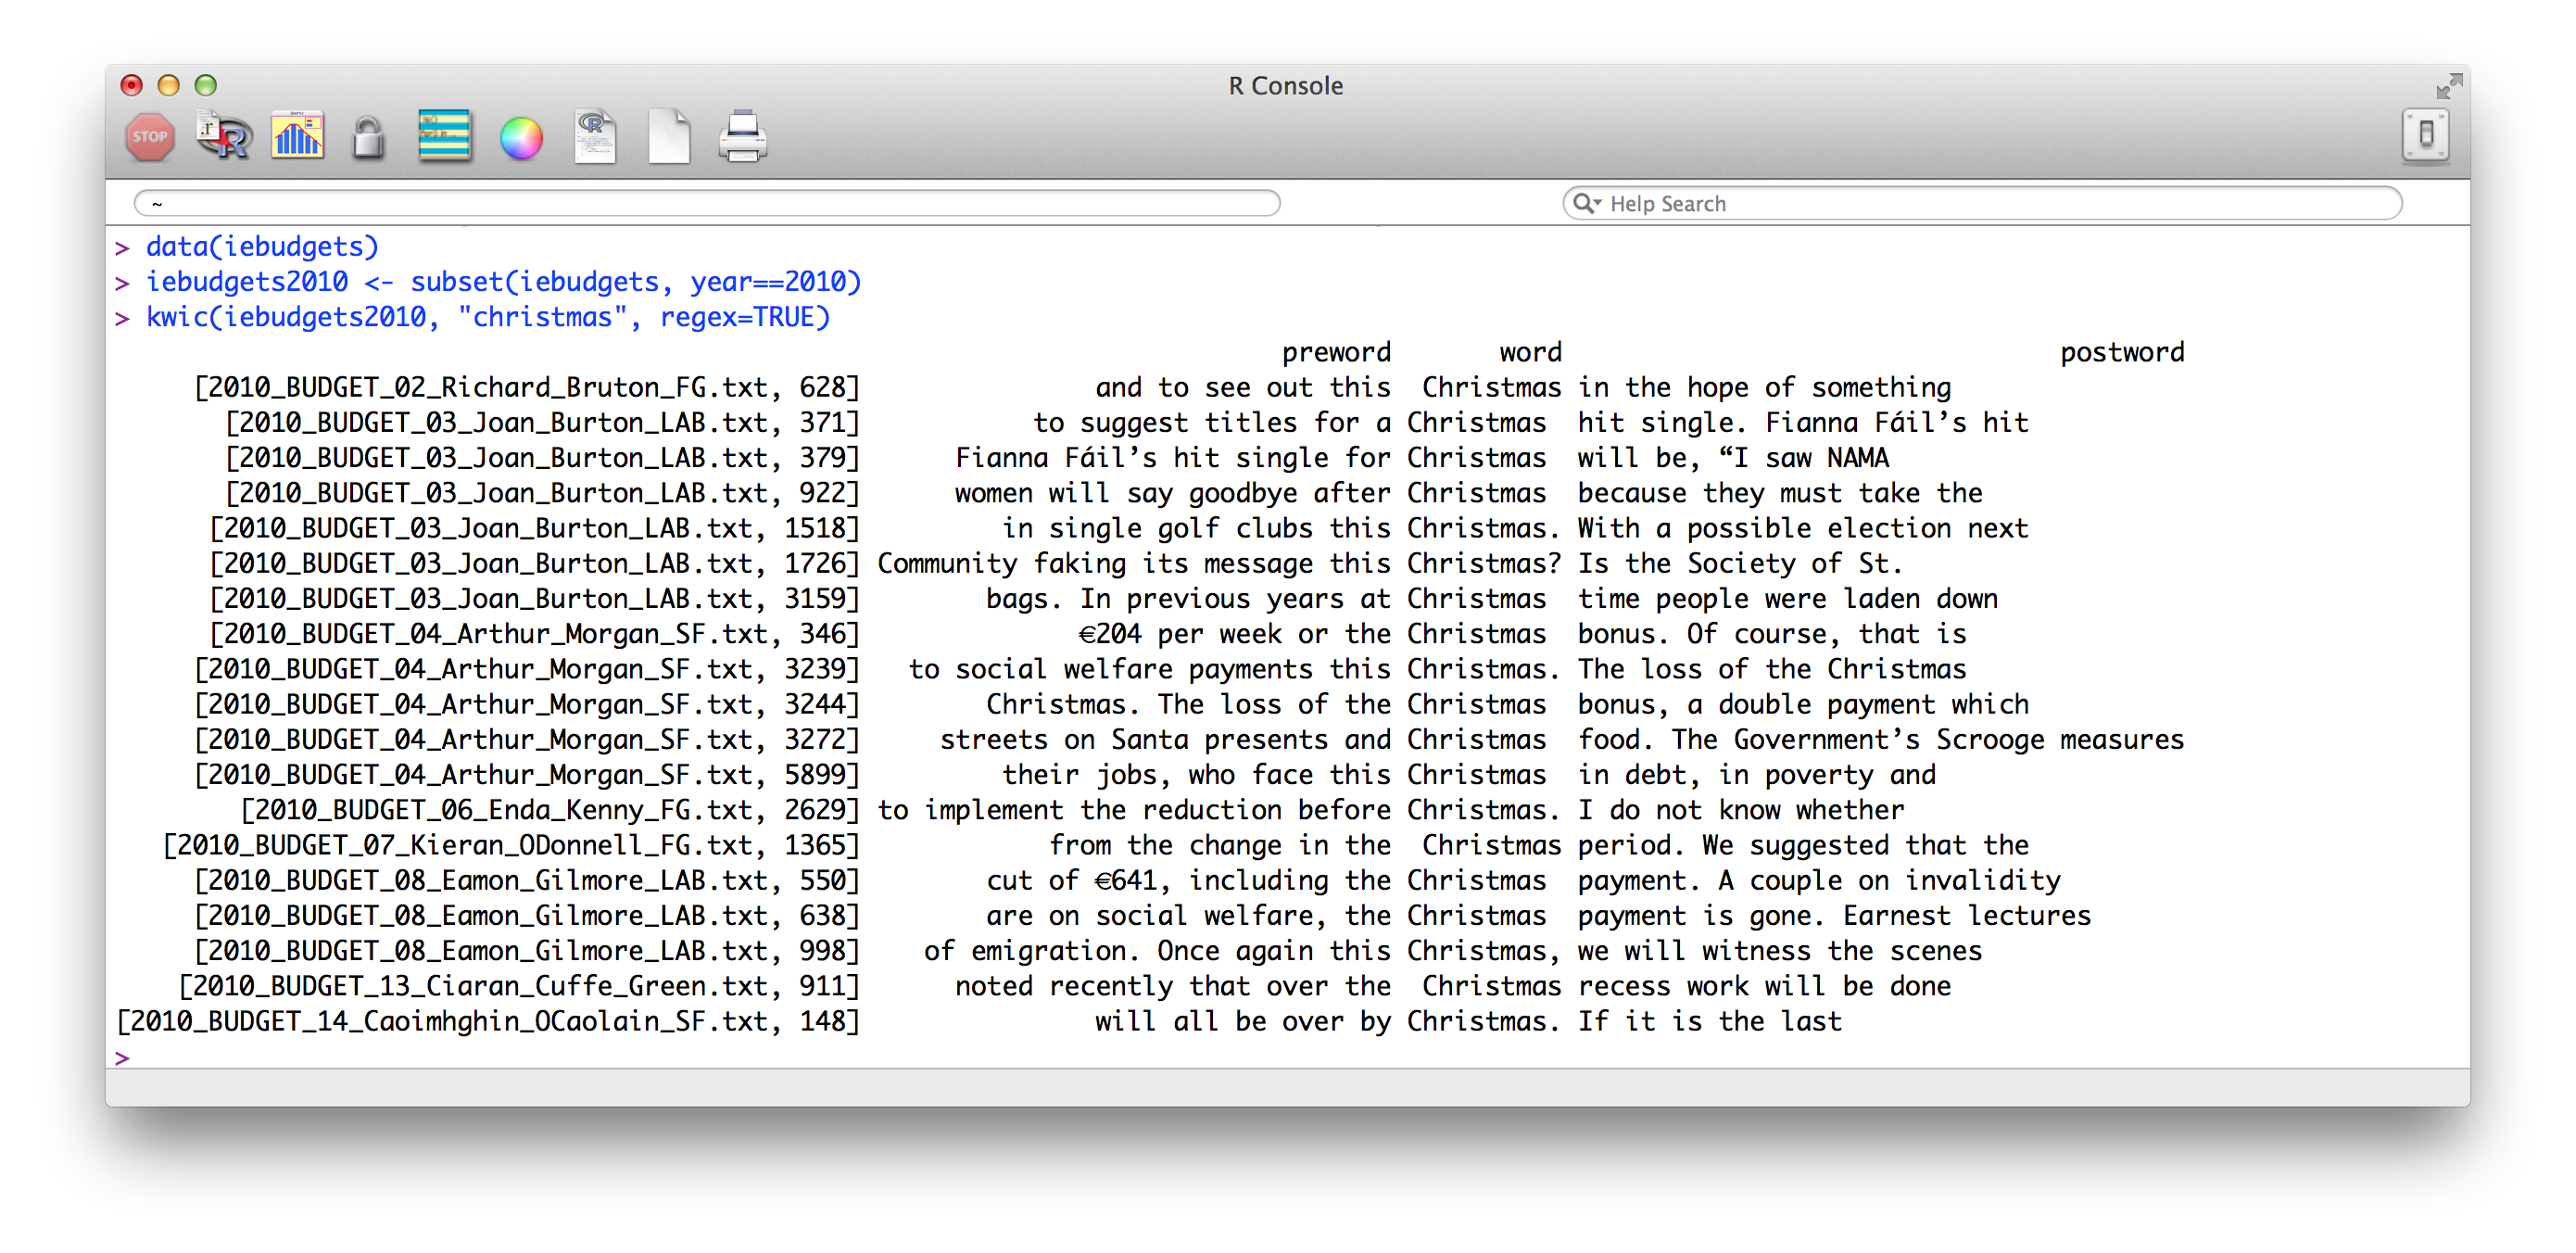 R Console
STOP
~
Help Search
> data(iebudgets)
> iebudgets2010 <- subset(iebudgets, year==2010)
> kwic(iebudgets2010, "christmas", regex=TRUE)
preword word postword
[2010_BUDGET_02_Richard_Bruton_FG.txt, 628] and to see out this Christmas in the hope of something
[2010_BUDGET_03_Joan_Burton_LAB.txt, 371] to suggest titles for a Christmas hit single. Fianna Fáil’s hit
[2010_BUDGET_03_Joan_Burton_LAB.txt, 379] Fianna Fáil’s hit single for Christmas will be, “I saw NAMA
[2010_BUDGET_03_Joan_Burton_LAB.txt, 922] women will say goodbye after Christmas because they must take the
[2010_BUDGET_03_Joan_Burton_LAB.txt, 1518] in single golf clubs this Christmas. With a possible election next
[2010_BUDGET_03_Joan_Burton_LAB.txt, 1726] Community faking its message this Christmas? Is the Society of St.
[2010_BUDGET_03_Joan_Burton_LAB.txt, 3159] bags. In previous years at Christmas time people were laden down
[2010_BUDGET_04_Arthur_Morgan_SF.txt, 346] €204 per week or the Christmas bonus. Of course, that is
[2010_BUDGET_04_Arthur_Morgan_SF.txt, 3239] to social welfare payments this Christmas. The loss of the Christmas
[2010_BUDGET_04_Arthur_Morgan_SF.txt, 3244] Christmas. The loss of the Christmas bonus, a double payment which
[2010_BUDGET_04_Arthur_Morgan_SF.txt, 3272] streets on Santa presents and Christmas food. The Government’s Scrooge measures
[2010_BUDGET_04_Arthur_Morgan_SF.txt, 5899] their jobs, who face this Christmas in debt, in poverty and
[2010_BUDGET_06_Enda_Kenny_FG.txt, 2629] to implement the reduction before Christmas. I do not know whether
[2010_BUDGET_07_Kieran_ODonnell_FG.txt, 1365] from the change in the Christmas period. We suggested that the
[2010_BUDGET_08_Eamon_Gilmore_LAB.txt, 550] cut of €641, including the Christmas payment. A couple on invalidity
[2010_BUDGET_08_Eamon_Gilmore_LAB.txt, 638] are on social welfare, the Christmas payment is gone. Earnest lectures
[2010_BUDGET_08_Eamon_Gilmore_LAB.txt, 998] of emigration. Once again this Christmas, we will witness the scenes
[2010_BUDGET_13_Ciaran_Cuffe_Green.txt, 911] noted recently that over the Christmas recess work will be done
[2010_BUDGET_14_Caoimhghin_OCaolain_SF.txt, 148] will all be over by Christmas. If it is the last
>